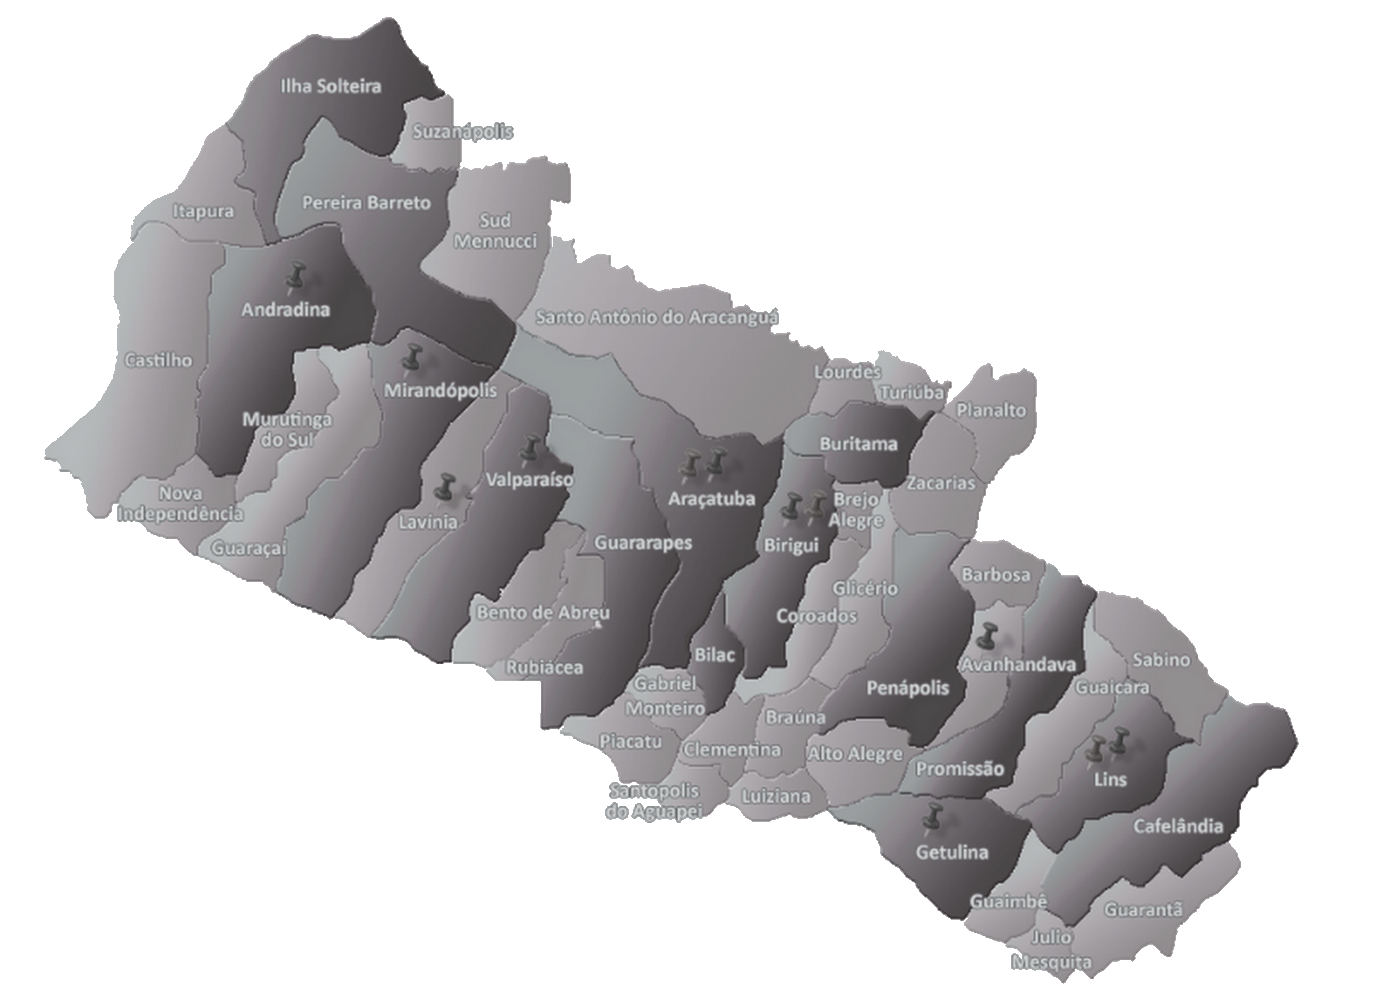 Ilha Solteira
Suzanápolis
Itapura
Pereira Barreto
Sud
Mennucci
Andradina
Santo Antônio do Aracanguá
Castilho
Mirandópolis
Lourdes
Turiúba
Planalto
Murutinga
do Sul
Buritama
Valparaíso
Araçatuba
Zacarias
Nova
Independência
Lavinia
Brejo
Alegre
Guaraçaí
Guararapes
Birigui
Barbosa
Glicério
Bento de Abreu
Coroados
Rubiácea
Bilac
Avanhandava
Sabino
Gabriel
Monteiro
Penápolis
Guaiçara
Braúna
Piacatu
Clementina
Alto Alegre
Promissão
Lins
Santopolis
do Aguapei
Luiziana
Cafelândia
Getulina
Guaimbê
Guarantã
Julio
Mesquita